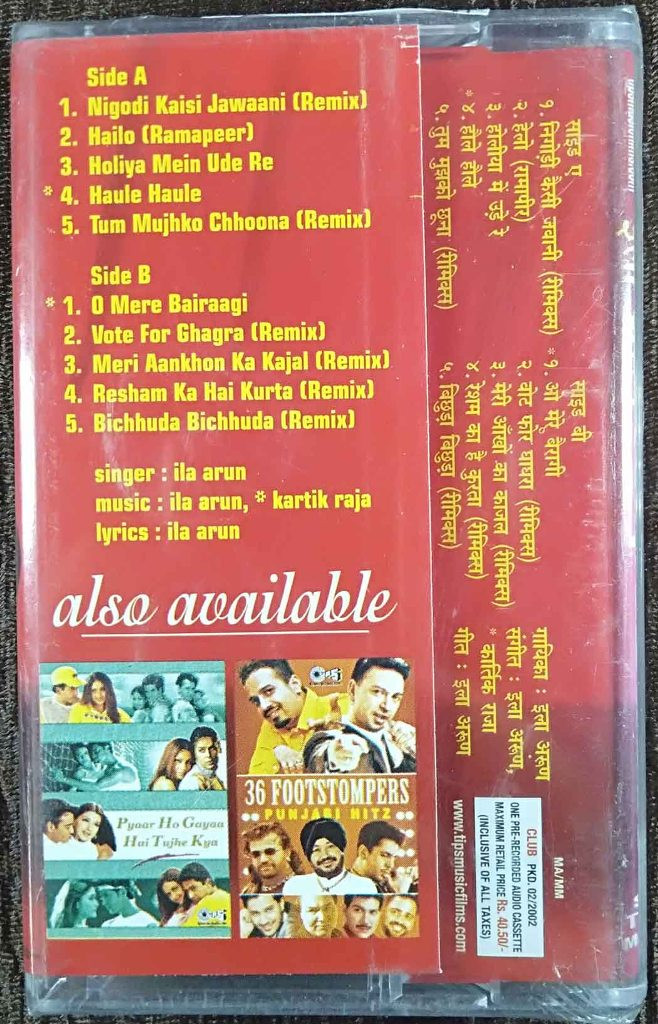 Side A
1. Nigodi Kaisi Jawaani (Remix)
2. Hailo (Ramapeer)
3. Holiya Mein Ude Re
* 4. Haule Haule
5. Tum Mujhko Chhoona (Remix)
Side B
* 1. O Mere Bairaagi
2. Vote For Ghagra (Remix)
3. Meri Aankhon Ka Kajal (Remix)
4. Resham Ka Hai Kurta (Remix)
5. Bichhuda Bichhuda (Remix)
singer : ila arun
music : ila arun, * kartik raja
lyrics : ila arun
also available
Pyaar Ho Gayaa
Hai Tujhe Kya
Tips
Tips
36 FOOTSTOMPERS
PUNJABI HITZ
साइड ए
१. निगोड़ी कैसी जवानी (रीमिक्स)
२. हेलो (रामापीर)
३. होलीया में उड़े रे
* ४. होले होले
५. तुम मुझको छूना (रीमिक्स)
साइड बी
* १. ओ मेरे बैरागी
२. वोट फोर घाघरा (रीमिक्स)
३. मेरी आंखों का काजल (रीमिक्स)
४. रेशम का है कुरता (रीमिक्स)
५. बिछुड़ा बिछुड़ा (रीमिक्स)
गायिका : इला अरूण
संगीत : इला अरूण,
* कार्तिक राजा
गीत : इला अरूण
MA/MM
CLUB PKD. 02/2002
ONE PRE-RECORDED AUDIO CASSETTE
MAXIMUM RETAIL PRICE Rs. 40.50/-
(INCLUSIVE OF ALL TAXES)
www.tipsmusicfilms.com